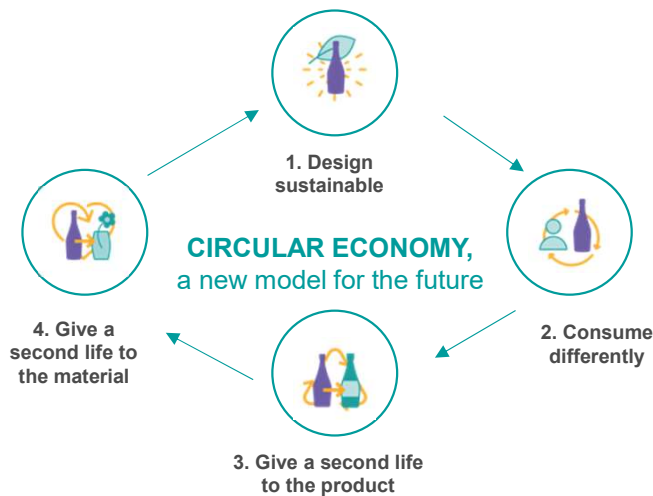 1. Design
sustainable
CIRCULAR ECONOMY,
a new model for the future
2. Consume
differently
3. Give a second life
to the product
4. Give a
second life to
the material